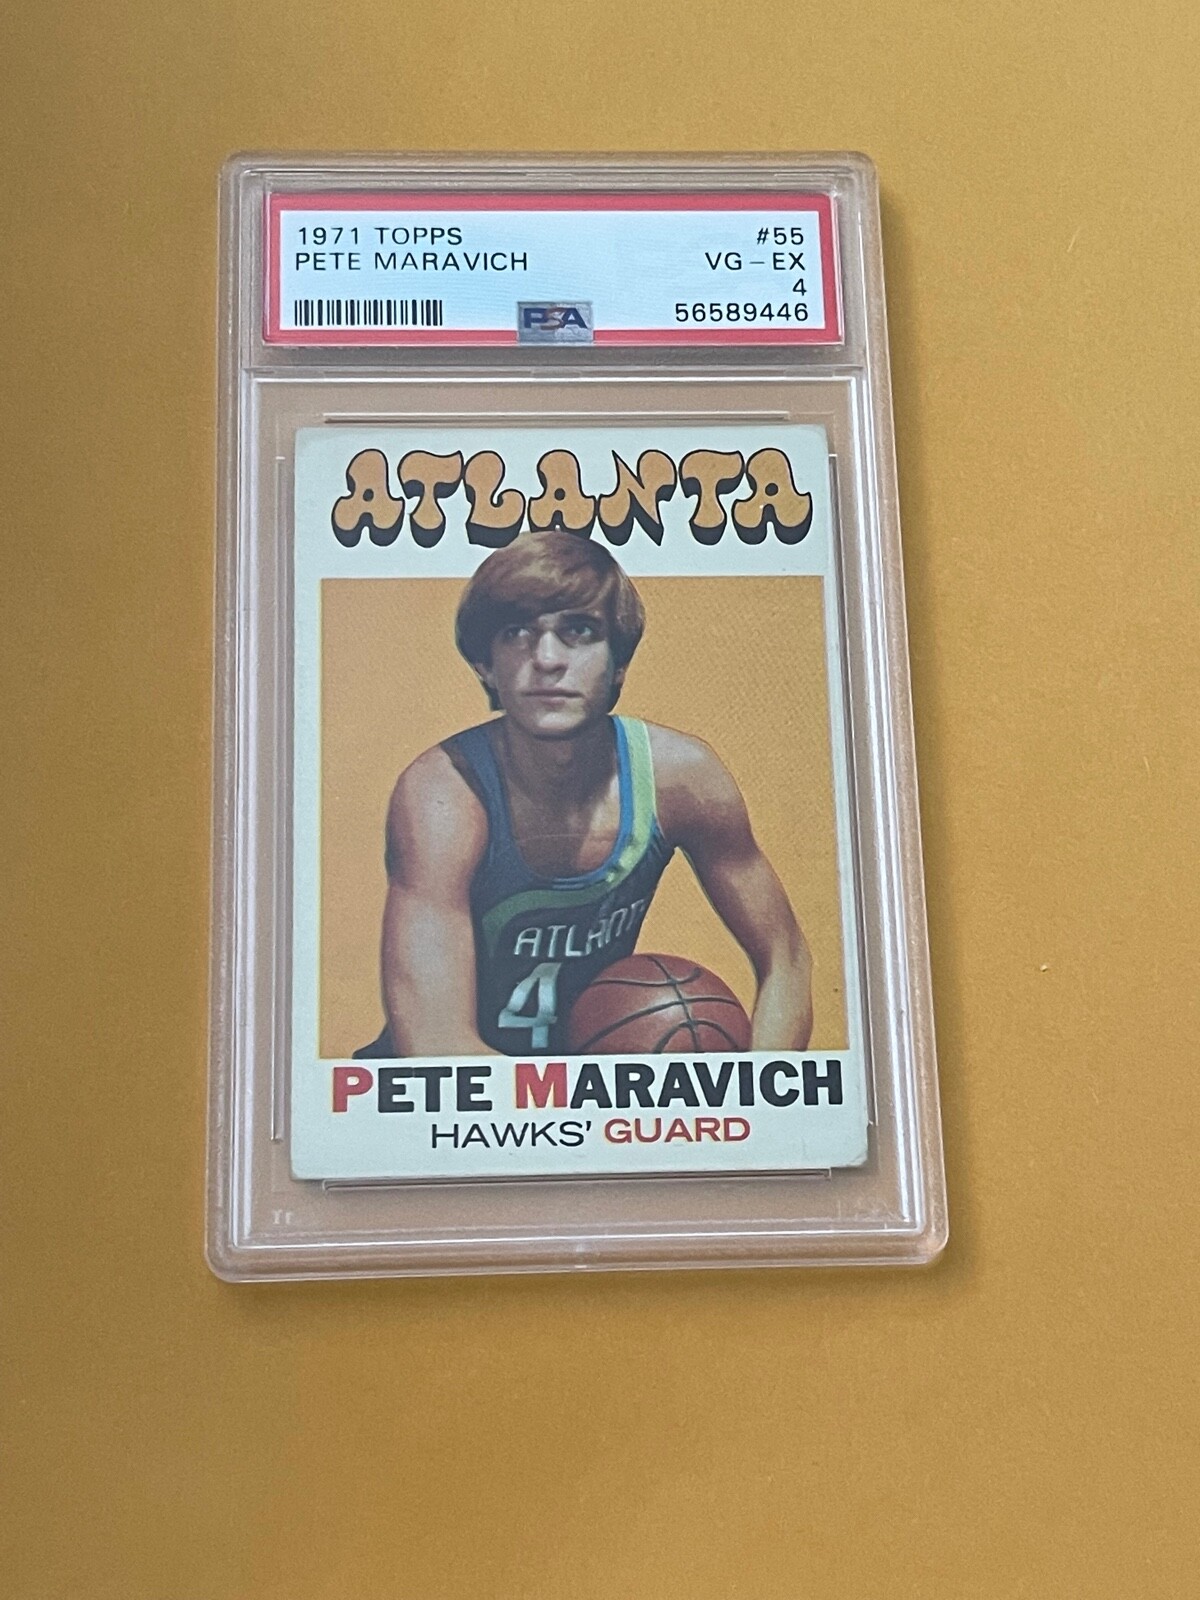 1971 TOPPS #55
PETE MARAVICH VG-EX
4
PSA 56589446
ATLANTA
ATLANT
4
PETE MARAVICH
HAWKS' GUARD